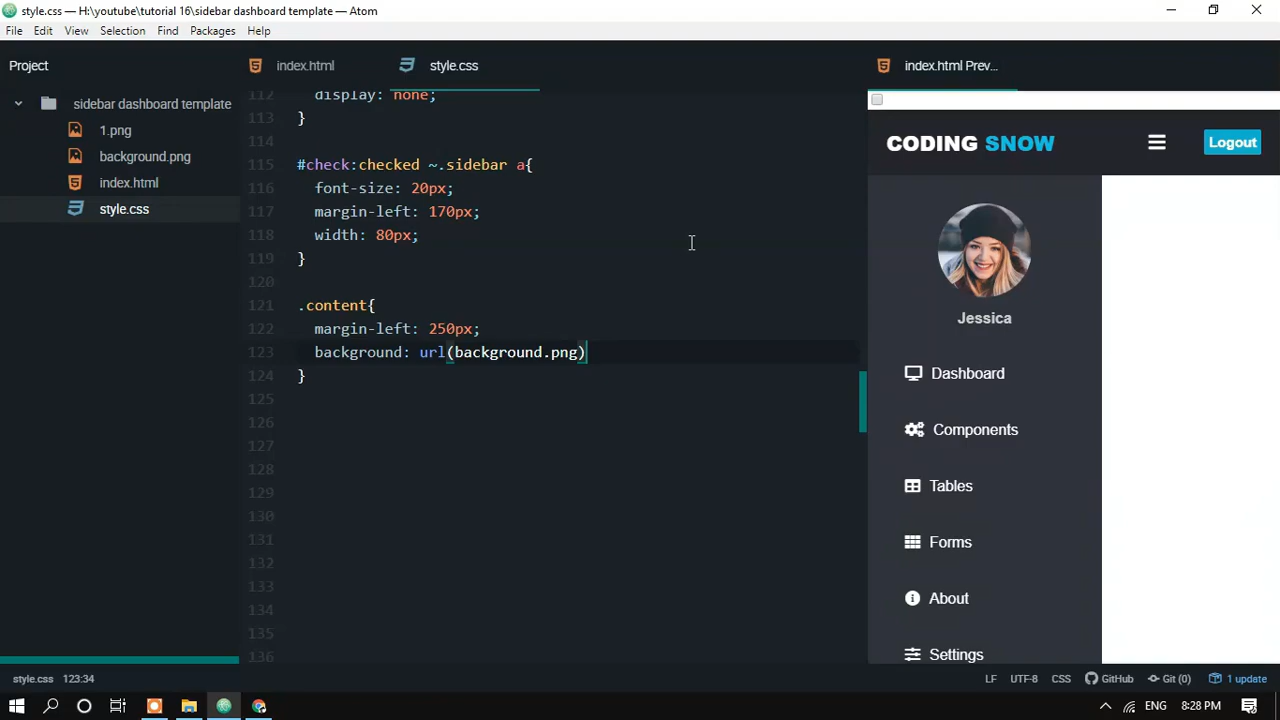 style.css — H:\youtube\tutorial 16\sidebar dashboard template — Atom
File Edit View Selection Find Packages Help
Project
sidebar dashboard template
1.png
background.png
index.html
style.css
index.html style.css
112 display: none;
113 }
114
115 #check:checked ~.sidebar a{
116 font-size: 20px;
117 margin-left: 170px;
118 width: 80px;
119 }
120
121 .content{
122 margin-left: 250px;
123 background: url(background.png)
124 }
125
126
127
128
129
130
131
132
133
134
135
136
index.html Prev...
CODING SNOW
Logout
Jessica
Dashboard
Components
Tables
Forms
About
Settings
style.css 123:34
LF UTF-8 CSS GitHub Git (0) 1 update
ENG 8:28 PM